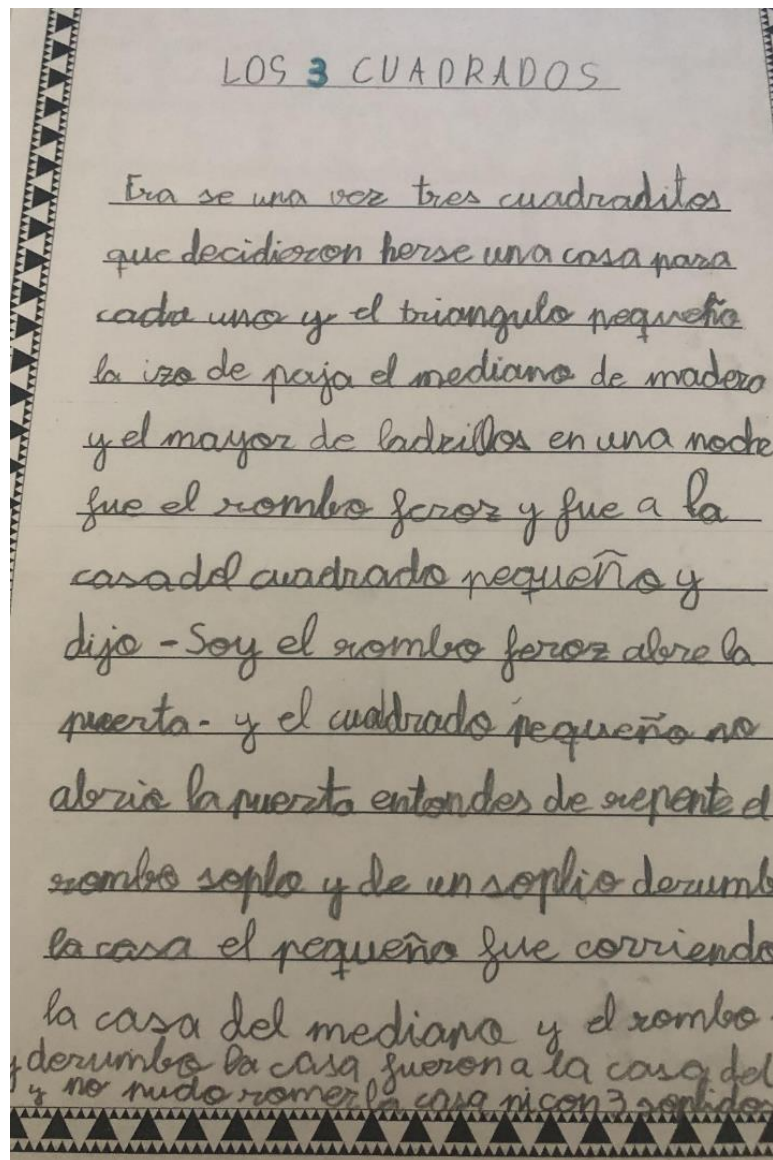 LOS 3 CUADRADOS
Era se una vez tres cuadraditos
que decidieron herse una casa para
cada uno y el triangulo pequeño
la izo de paja el mediano de madera
y el mayor de ladrillos en una noche
fue el rombo feroz y fue a la
casa del cuadrado pequeño y
dijo - Soy el rombo feroz abre la
puerta - y el cuaddrado pequeño no
abrio la puerta entondes de repente el
rombo soplo y de un soplio derumb
la casa el pequeño fue corriendo
la casa del mediano y el rombo
y derumbo la casa fueron a la casa del
y no pudo romer la casa ni con 3 soplidos